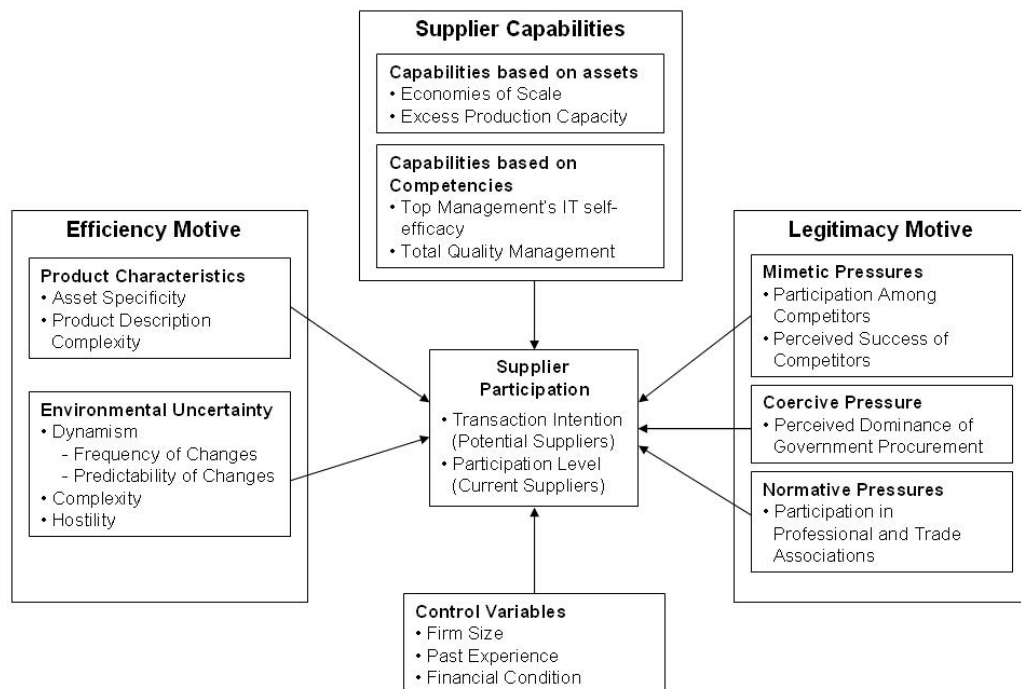 Supplier Capabilities
Capabilities based on assets
• Economies of Scale
• Excess Production Capacity
Capabilities based on
Competencies
• Top Management's IT self-
efficacy
• Total Quality Management
Efficiency Motive
Product Characteristics
• Asset Specificity
• Product Description
Complexity
Environmental Uncertainty
• Dynamism
- Frequency of Changes
- Predictability of Changes
• Complexity
• Hostility
Supplier
Participation
• Transaction Intention
(Potential Suppliers)
• Participation Level
(Current Suppliers)
Legitimacy Motive
Mimetic Pressures
• Participation Among
Competitors
• Perceived Success of
Competitors
Coercive Pressure
• Perceived Dominance of
Government Procurement
Normative Pressures
• Participation in
Professional and Trade
Associations
Control Variables
• Firm Size
• Past Experience
• Financial Condition